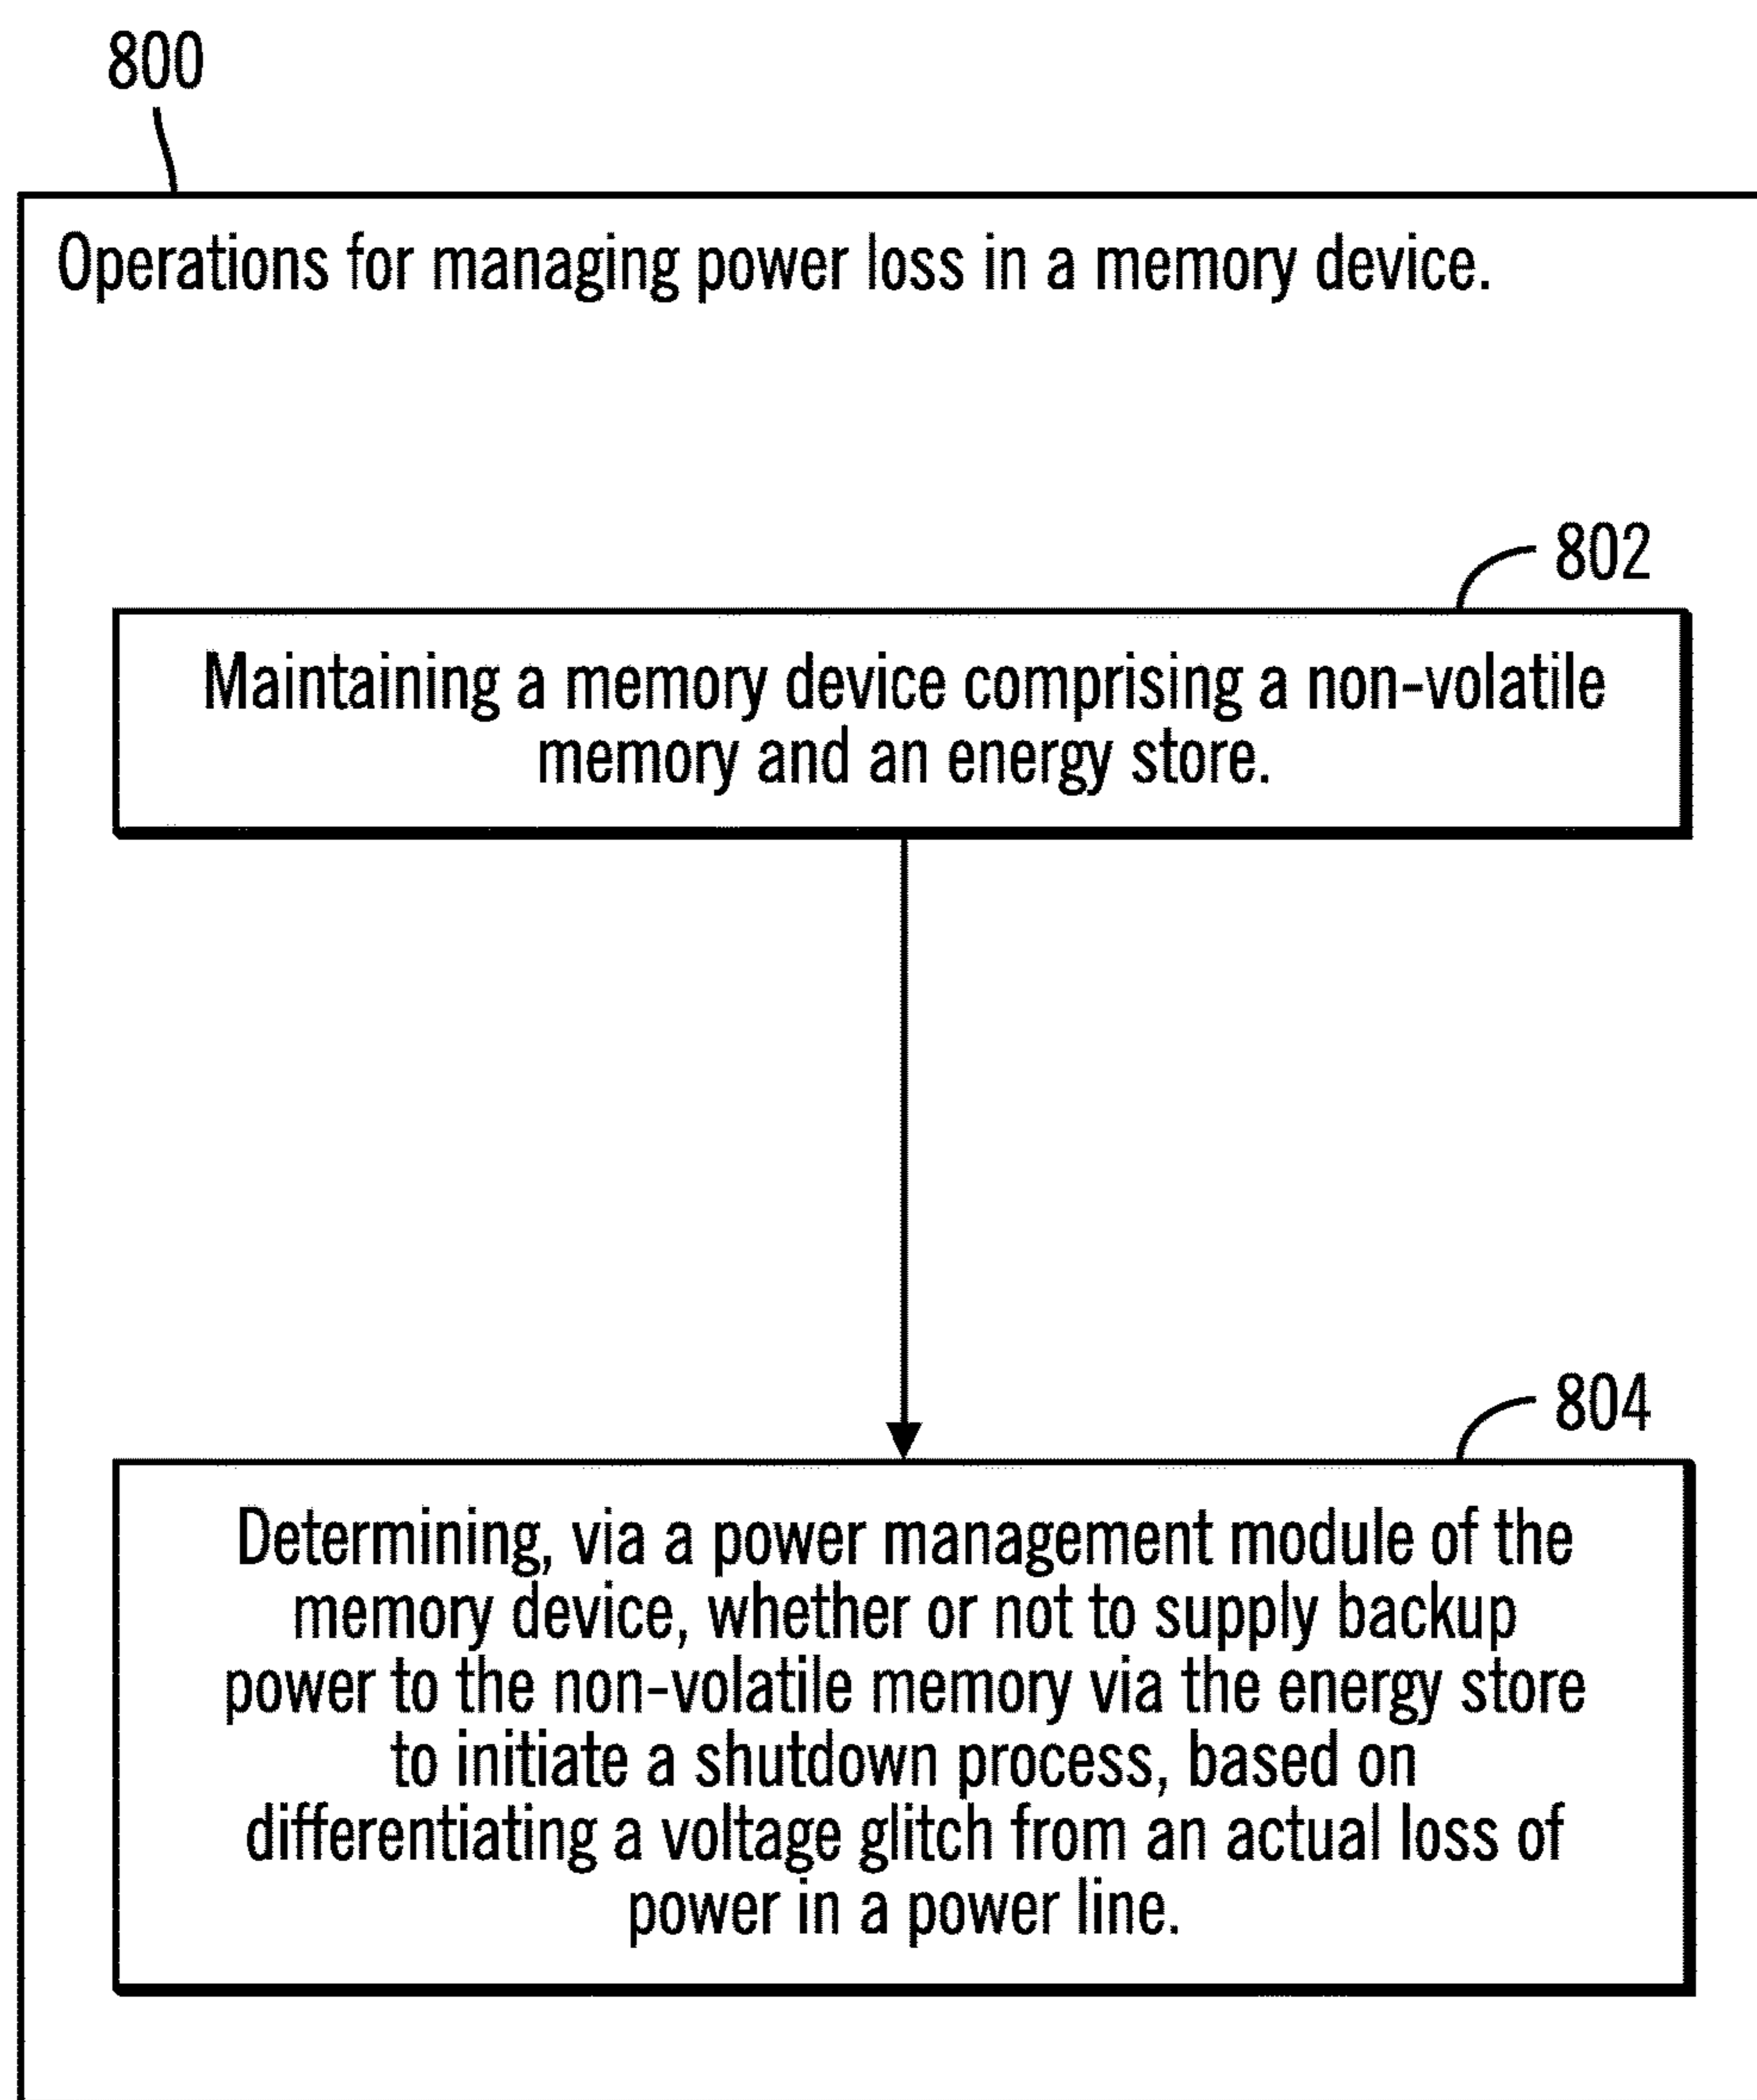 800
Operations for managing power loss in a memory device.
802
Maintaining a memory device comprising a non-volatile
memory and an energy store.
804
Determining, via a power management module of the
memory device, whether or not to supply backup
power to the non-volatile memory via the energy store
to initiate a shutdown process, based on
differentiating a voltage glitch from an actual loss of
power in a power line.